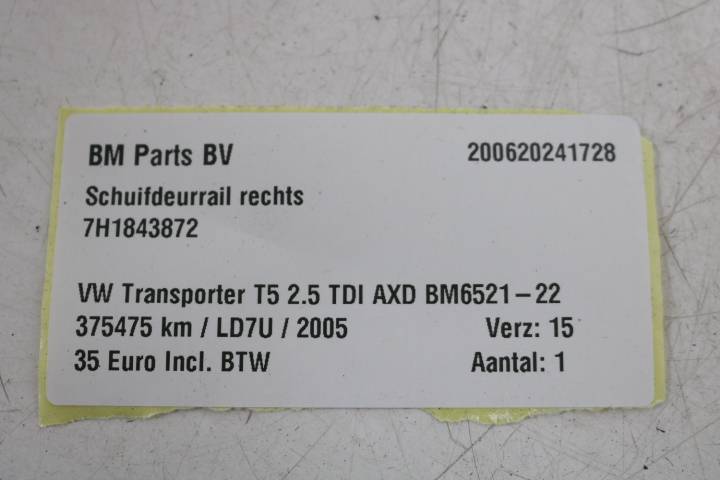 BM Parts BV 200620241728
Schuifdeurrail rechts
7H1843872
VW Transporter T5 2.5 TDI AXD BM6521-22
375475 km / LD7U / 2005 Verz: 15
35 Euro Incl. BTW Aantal: 1